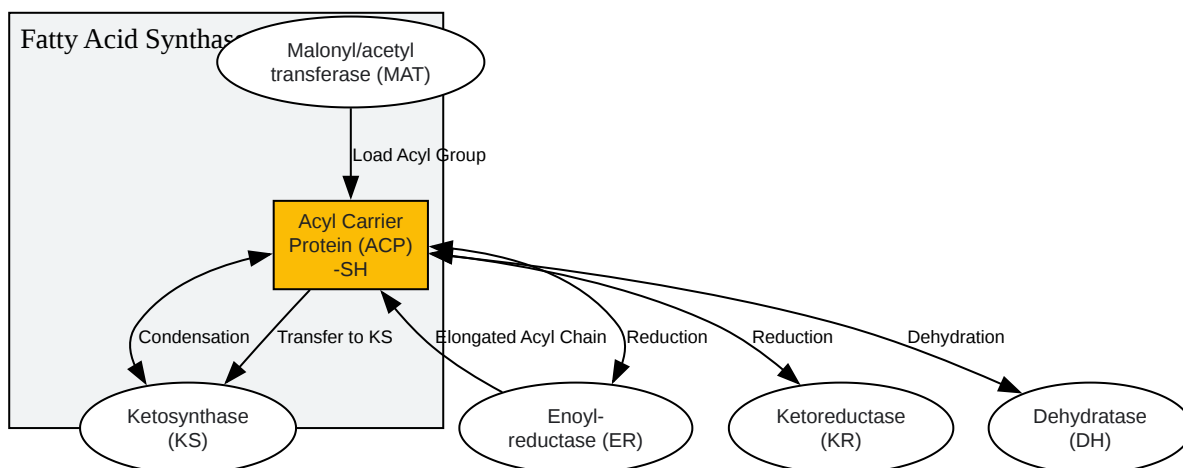 Fatty Acid Synthase
Malonyl/acetyl
transferase (MAT)
Load Acyl Group
Acyl Carrier
Protein (ACP)
-SH
Condensation
Transfer to KS
Elongated Acyl Chain
Reduction
Reduction
Dehydration
Ketosynthase
(KS)
Enoyl-
reductase (ER)
Ketoreductase
(KR)
Dehydratase
(DH)